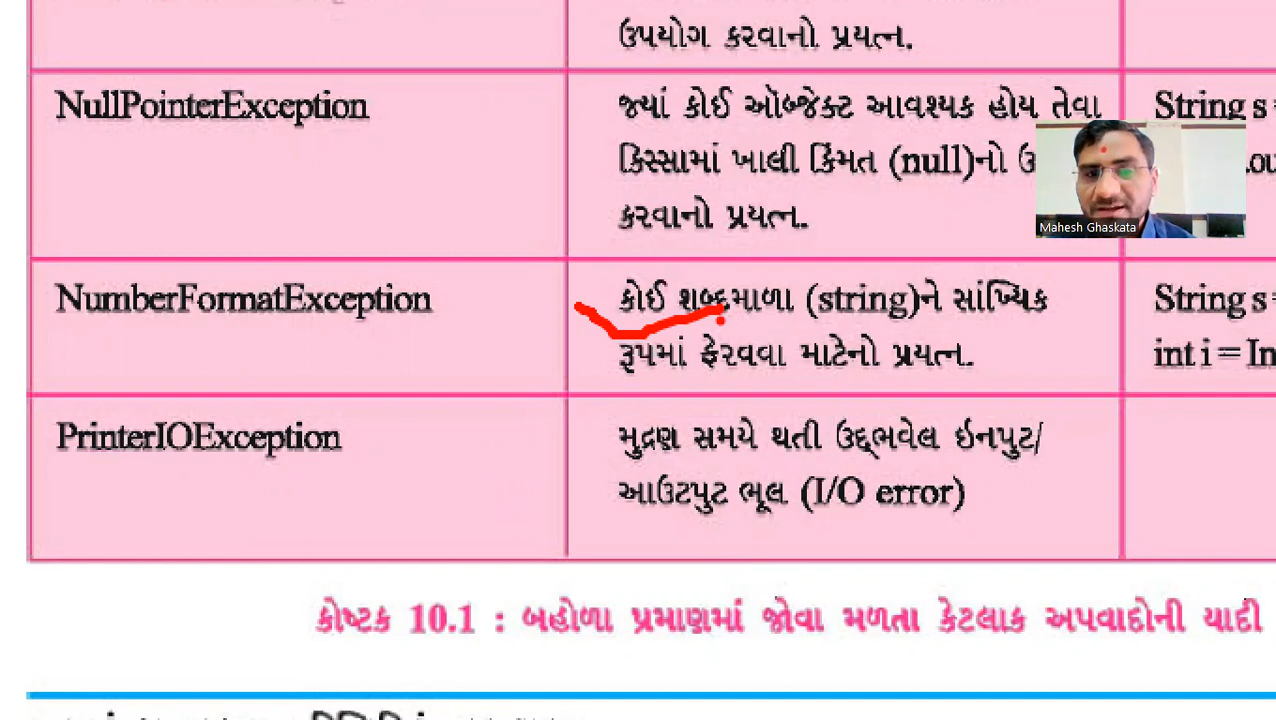 ઉપયોગ કરવાનો પ્રયત્ન.
NullPointerException
જ્યાં કોઈ ઑબ્જેક્ટ આવશ્યક હોય તેવા
કિસ્સામાં ખાલી કિંમત (null)નો ઉ
કરવાનો પ્રયત્ન.
String s =
.ou
Mahesh Ghaskata
NumberFormatException
કોઈ શબ્દમાળા (string)ને સાંખ્યિક
રૂપમાં ફેરવવા માટેનો પ્રયત્ન.
String s =
int i = In
PrinterIOException
મુદ્રણ સમયે થતી ઉદ્ભવેલ ઇનપુટ/
આઉટપુટ ભૂલ (I/O error)
કોષ્ટક 10.1 : બહોળા પ્રમાણમાં જોવા મળતા કેટલાક અપવાદોની યાદી